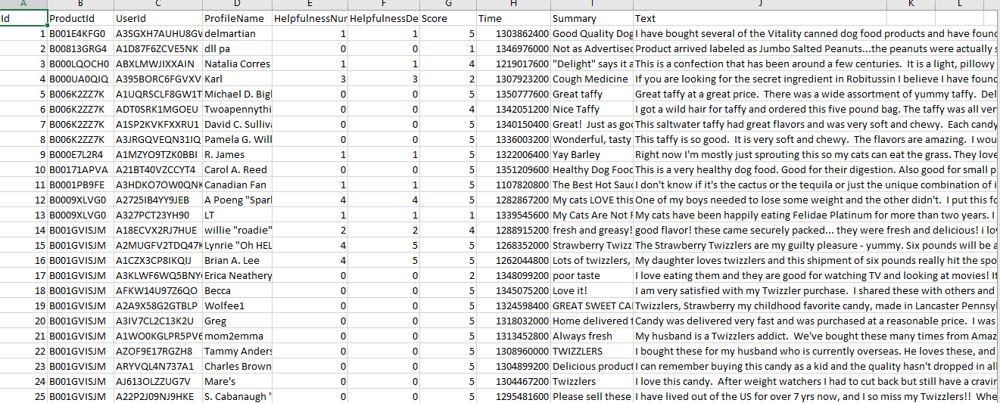 A B C D E F G H I J K L
Id ProductId UserId ProfileName HelpfulnessNur HelpfulnessDe Score Time Summary Text
1 B001E4KFG0 A3SGXH7AUHU8GV delmartian 1 1 5 1303862400 Good Quality Dog I have bought several of the Vitality canned dog food products and have found
2 B00813GRG4 A1D87F6ZCVE5NK dll pa 0 0 1 1346976000 Not as Advertised Product arrived labeled as Jumbo Salted Peanuts...the peanuts were actually s
3 B000LQOCH0 ABXLMWJIXXAIN Natalia Corres 1 1 4 1219017600 "Delight" says it a This is a confection that has been around a few centuries. It is a light, pillowy
4 B000UA0QIQ A395BORC6FGVXV Karl 3 3 2 1307923200 Cough Medicine If you are looking for the secret ingredient in Robitussin I believe I have found
5 B006K2ZZ7K A1UQRSCLF8GW1T Michael D. Bigl 0 0 5 1350777600 Great taffy Great taffy at a great price. There was a wide assortment of yummy taffy. Del
6 B006K2ZZ7K ADT0SRK1MGOEU Twoapennythi 0 0 4 1342051200 Nice Taffy I got a wild hair for taffy and ordered this five pound bag. The taffy was all ver
7 B006K2ZZ7K A1SP2KVKFXXRU1 David C. Sulliva 0 0 5 1340150400 Great! Just as goo This saltwater taffy had great flavors and was very soft and chewy. Each candy
8 B006K2ZZ7K A3JRGQVEQN31IQ Pamela G. Will 0 0 5 1336003200 Wonderful, tasty This taffy is so good. It is very soft and chewy. The flavors are amazing. I wou
9 B000E7L2R4 A1MZYO9TZK0BBI R. James 1 1 5 1322006400 Yay Barley Right now I'm mostly just sprouting this so my cats can eat the grass. They love
10 B00171APVA A21BT40VZCCYT4 Carol A. Reed 0 0 5 1351209600 Healthy Dog Food This is a very healthy dog food. Good for their digestion. Also good for small p
11 B0001PB9FE A3HDKO7OW0QNK Canadian Fan 1 1 5 1107820800 The Best Hot Sauc I don't know if it's the cactus or the tequila or just the unique combination of i
12 B0009XLVG0 A2725IB4YY9JEB A Poeng "Spar 4 4 5 1282867200 My cats LOVE this One of my boys needed to lose some weight and the other didn't. I put this fo
13 B0009XLVG0 A327PCT23YH90 LT 1 1 1 1339545600 My Cats Are Not F My cats have been happily eating Felidae Platinum for more than two years. I
14 B001GVISJM A18ECVX2RJ7HUE willie "roadie" 2 2 4 1288915200 fresh and greasy! good flavor! these came securely packed... they were fresh and delicious! i lov
15 B001GVISJM A2MUGFV2TDQ47K Lynrie "Oh HEL 4 5 5 1268352000 Strawberry Twizz The Strawberry Twizzlers are my guilty pleasure - yummy. Six pounds will be a
16 B001GVISJM A1CZX3CP8IKQIJ Brian A. Lee 4 5 5 1262044800 Lots of twizzlers, My daughter loves twizzlers and this shipment of six pounds really hit the spo
17 B001GVISJM A3KLWF6WQ5BNY Erica Neathery 0 0 2 1348099200 poor taste I love eating them and they are good for watching TV and looking at movies! It
18 B001GVISJM AFKW14U97Z6QO Becca 0 0 5 1345075200 Love it! I am very satisfied with my Twizzler purchase. I shared these with others and
19 B001GVISJM A2A9X58G2GTBLP Wolfee1 0 0 5 1324598400 GREAT SWEET CA Twizzlers, Strawberry my childhood favorite candy, made in Lancaster Pennsyl
20 B001GVISJM A3IV7CL2C13K2U Greg 0 0 5 1318032000 Home delivered t Candy was delivered very fast and was purchased at a reasonable price. I was
21 B001GVISJM A1WO0KGLPR5PV6 mom2emma 0 0 5 1313452800 Always fresh My husband is a Twizzlers addict. We've bought these many times from Amaz
22 B001GVISJM AZOF9E17RGZH8 Tammy Anders 0 0 5 1308960000 TWIZZLERS I bought these for my husband who is currently overseas. He loves these, and
23 B001GVISJM ARYVQL4N737A1 Charles Brown 0 0 5 1304899200 Delicious product I can remember buying this candy as a kid and the quality hasn't dropped in all
24 B001GVISJM AJ613OLZZUG7V Mare's 0 0 5 1304467200 Twizzlers I love this candy. After weight watchers I had to cut back but still have a cravin
25 B001GVISJM A22P2J09NJ9HKE S. Cabanaugh " 0 0 5 1295481600 Please sell these I have lived out of the US for over 7 yrs now, and I so miss my Twizzlers!! Whe